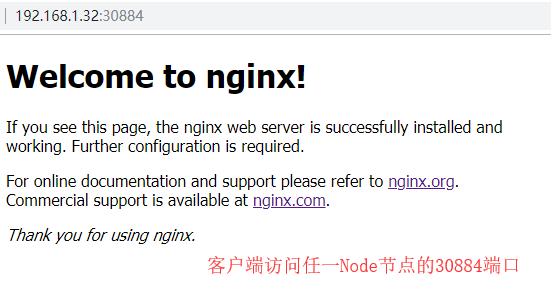 192.168.1.32:30884
Welcome to nginx!
If you see this page, the nginx web server is successfully installed and
working. Further configuration is required.
For online documentation and support please refer to nginx.org.
Commercial support is available at nginx.com.
Thank you for using nginx.
客户端访问任一Node节点的30884端口